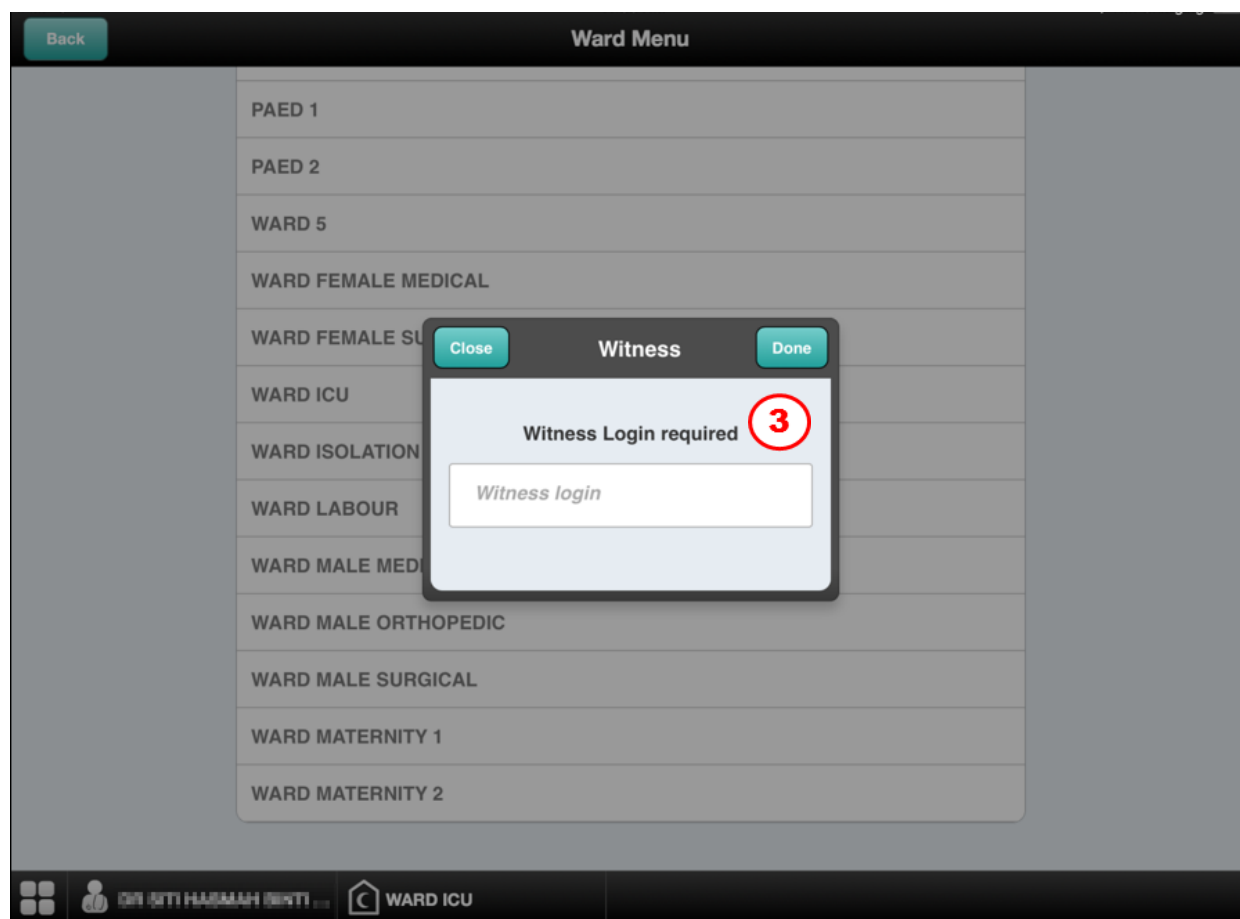 Back
Ward Menu
PAED 1
PAED 2
WARD 5
WARD FEMALE MEDICAL
WARD FEMALE SU
Close
Witness
Done
WARD ICU
Witness Login required
3
WARD ISOLATION
Witness login
WARD LABOUR
WARD MALE MEDI
WARD MALE ORTHOPEDIC
WARD MALE SURGICAL
WARD MATERNITY 1
WARD MATERNITY 2
WARD ICU